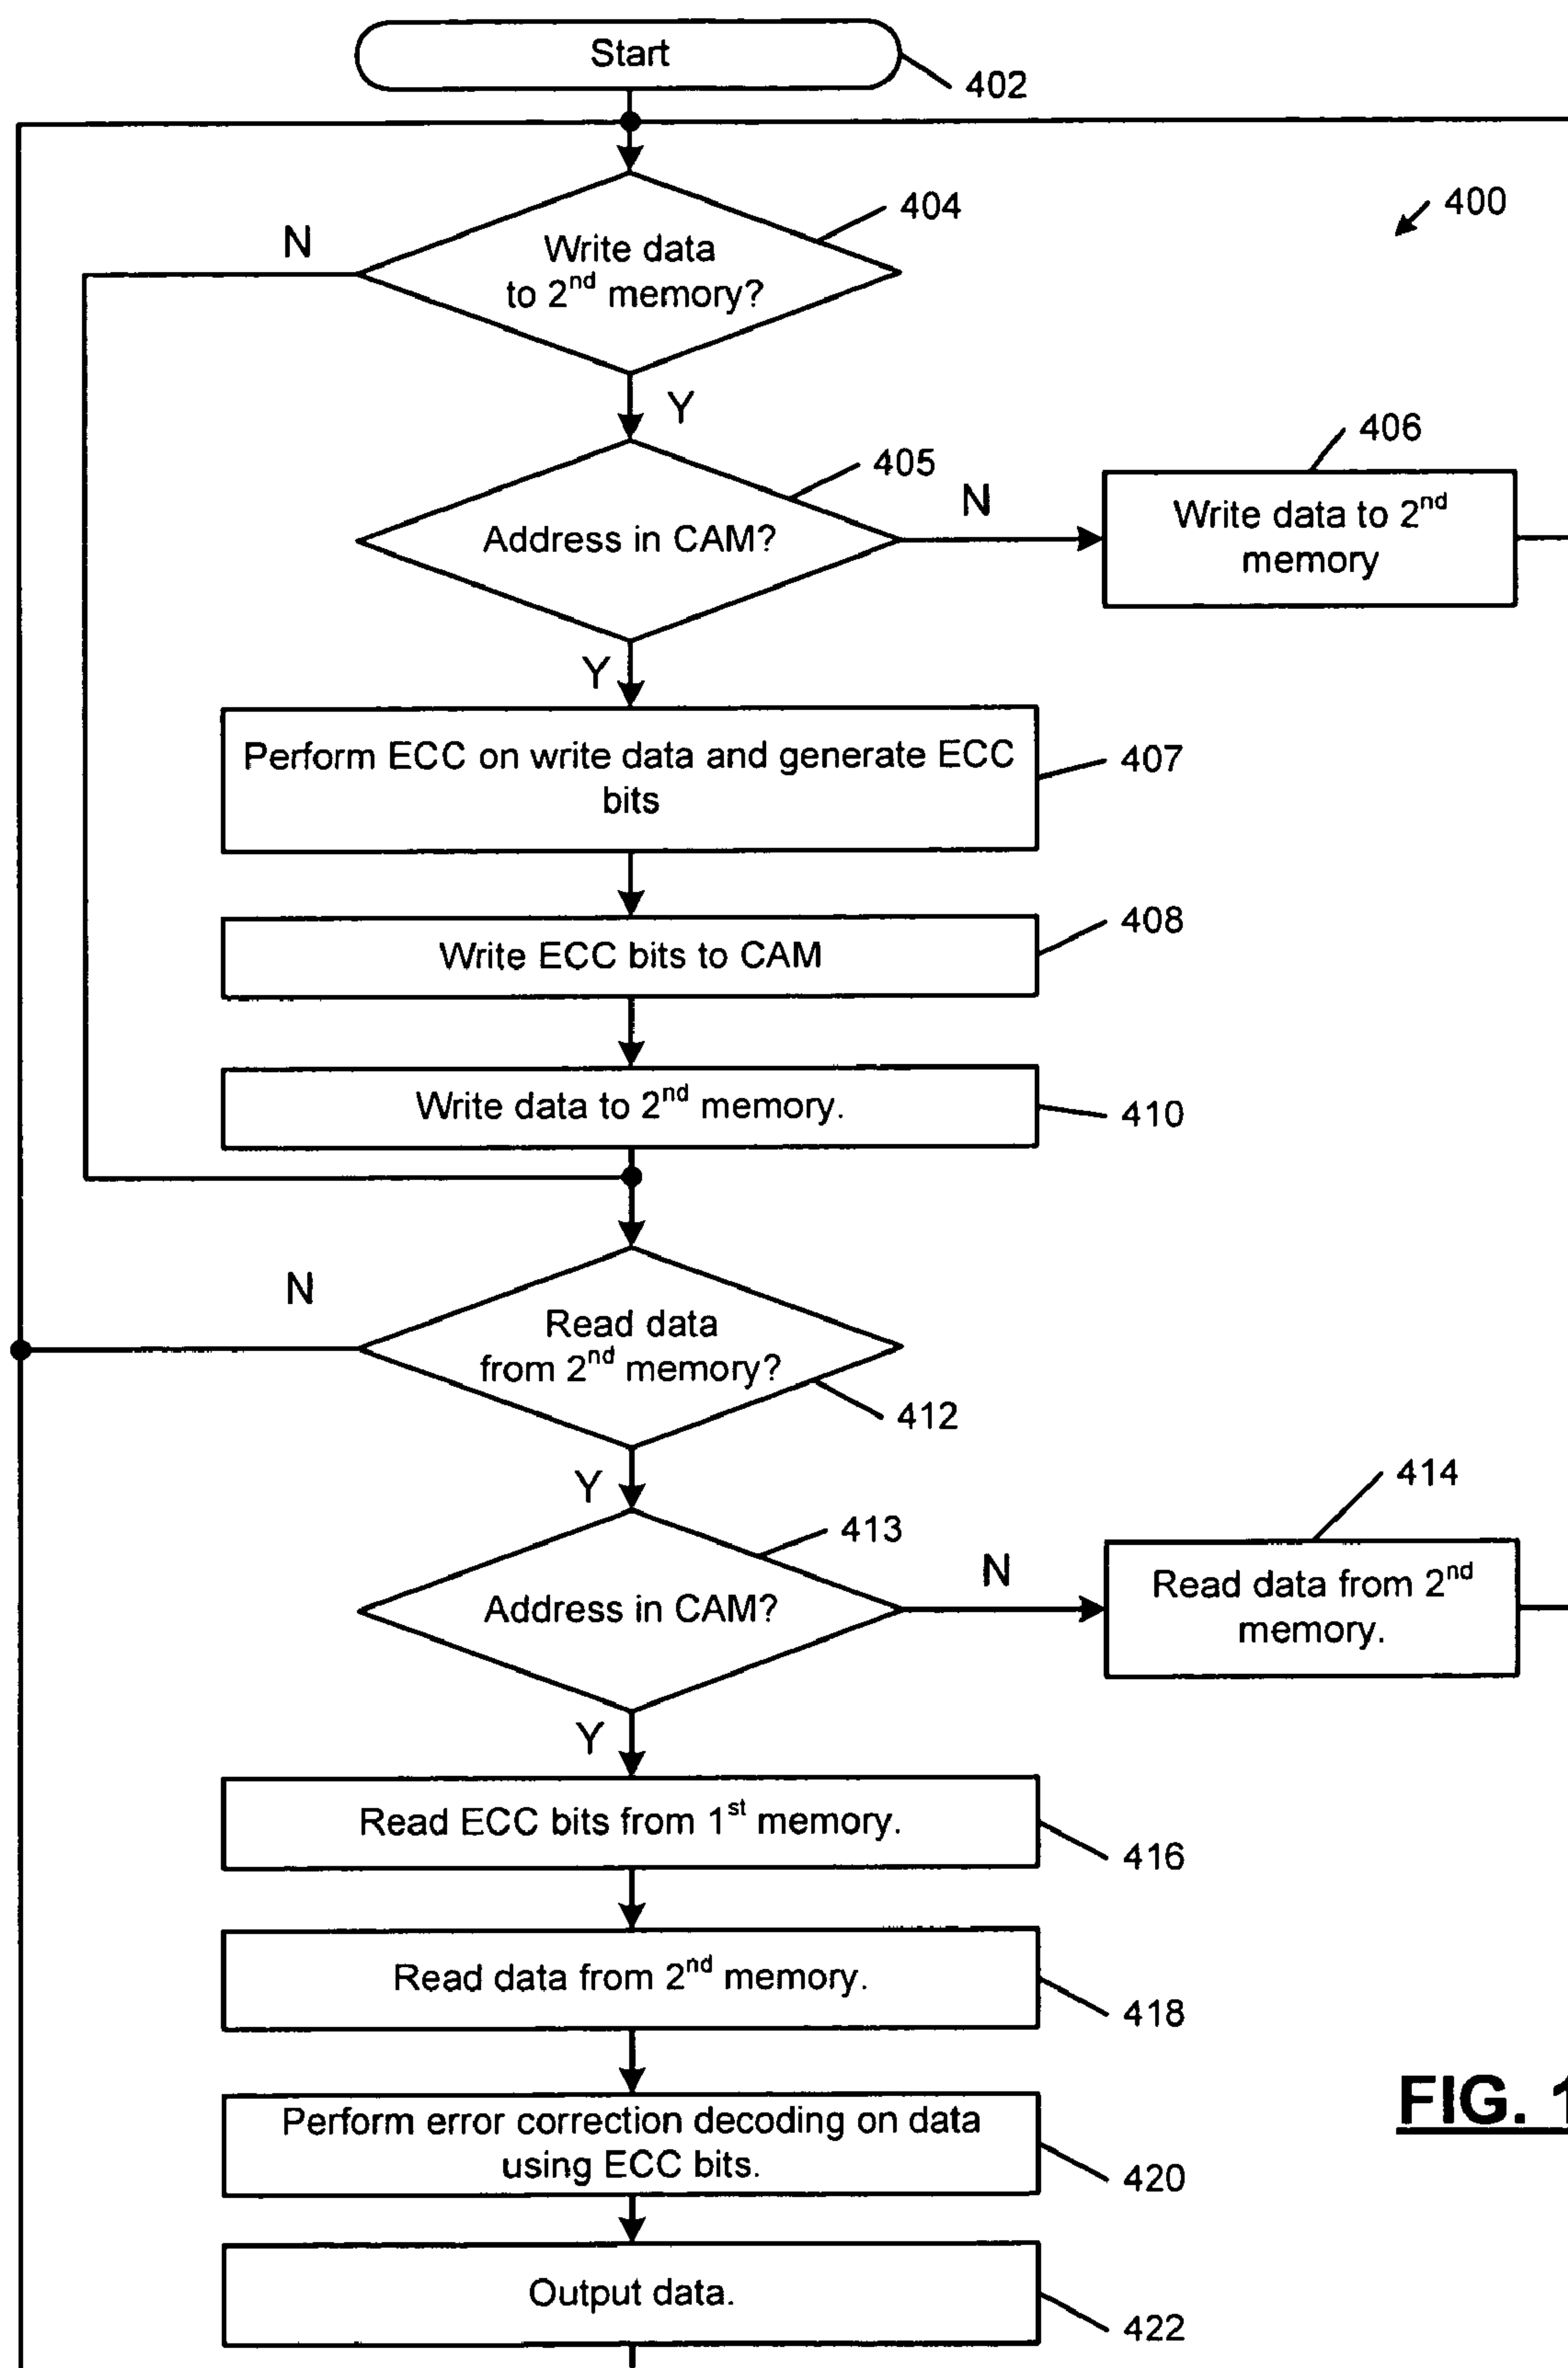 Start
402
400
404
N
Write data
to 2nd memory?
Y
405
406
Address in CAM?
N
Write data to 2nd
memory
Y
Perform ECC on write data and generate ECC
bits
407
408
Write ECC bits to CAM
Write data to 2nd memory.
410
N
Read data
from 2nd memory?
412
Y
413
414
Address in CAM?
N
Read data from 2nd
memory.
Y
Read ECC bits from 1st memory.
416
Read data from 2nd memory.
418
FIG. 1
Perform error correction decoding on data
using ECC bits.
420
Output data.
422